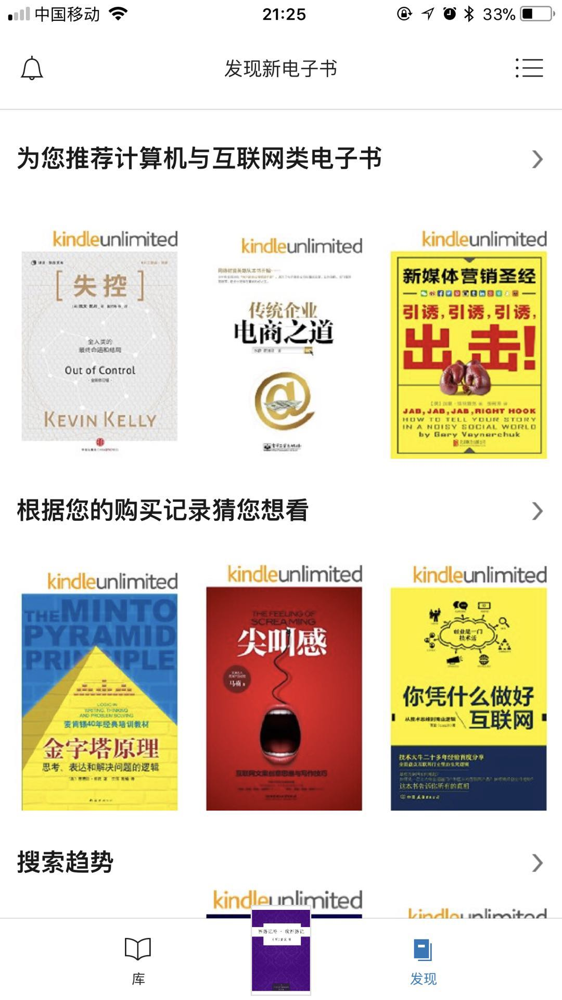 中国移动
21:25
33%
发现新电子书
为您推荐计算机与互联网类电子书
kindleunlimited
[ 失控 ]
全人类的
最终命运和结局
Out of Control
KEVIN KELLY
kindleunlimited
传统企业
电商之道
kindleunlimited
新媒体营销圣经
引诱,引诱,引诱,
出击!
JAB, JAB, JAB, RIGHT HOOK
HOW TO TELL YOUR STORY
IN A NOISY SOCIAL WORLD
by Gary Vaynerchuk
根据您的购买记录猜您想看
kindleunlimited
THE MINTO
PYRAMID
PRINCIPLE
LOGIC IN
WRITING, THINKING
AND PROBLEM SOLVING
麦肯锡40年经典培训教材
金字塔原理
思考、表达和解决问题的逻辑
kindleunlimited
THE FEELING OF
SCREAMING
尖叫感
马楠 著
互联网文案创意思维与写作技巧
kindleunlimited
创业是一门
技术活
你凭什么做好
从技术思维到商业逻辑
互联网
技术大牛二十多年经验首度分享
这本书告诉你所有的真相
搜索趋势
kindleunlimited
kindleunlimited
西游记补·续西游记
库
发现